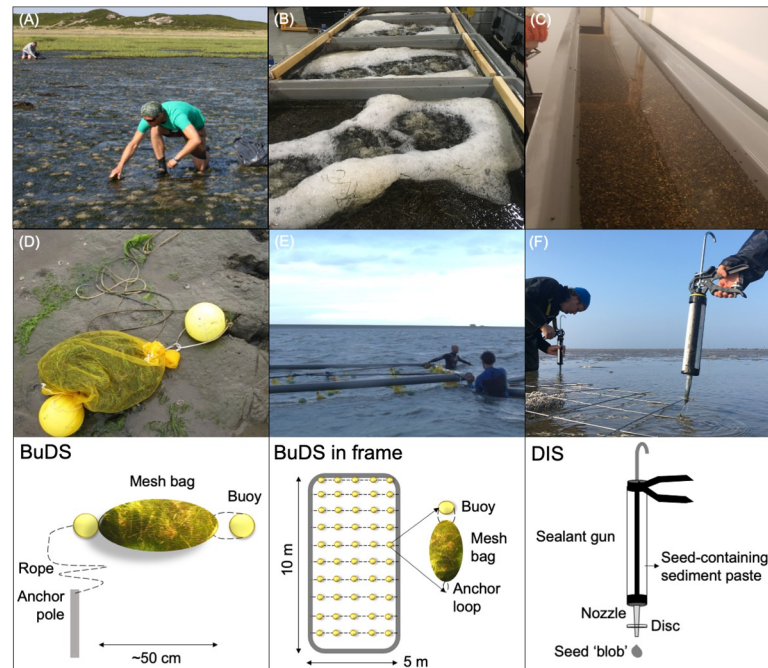 (A)
(B)
(C)
(D)
(E)
(F)
BuDS
Mesh bag
Buoy
Rope
Anchor
pole
~50 cm
BuDS in frame
10 m
Buoy
Mesh
bag
Anchor
loop
5 m
DIS
Sealant gun
Seed-containing
sediment paste
Nozzle
Disc
Seed 'blob'